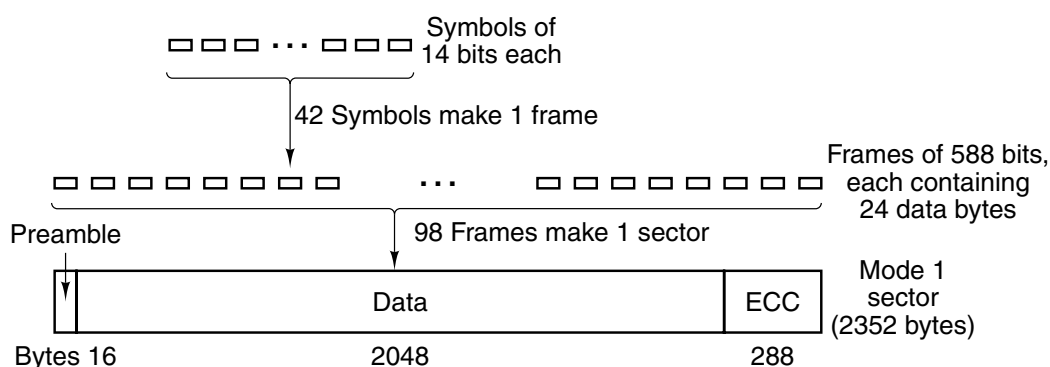 Symbols of
14 bits each
42 Symbols make 1 frame
Frames of 588 bits,
each containing
24 data bytes
Preamble
98 Frames make 1 sector
Data
ECC
Mode 1
sector
(2352 bytes)
Bytes 16
2048
288